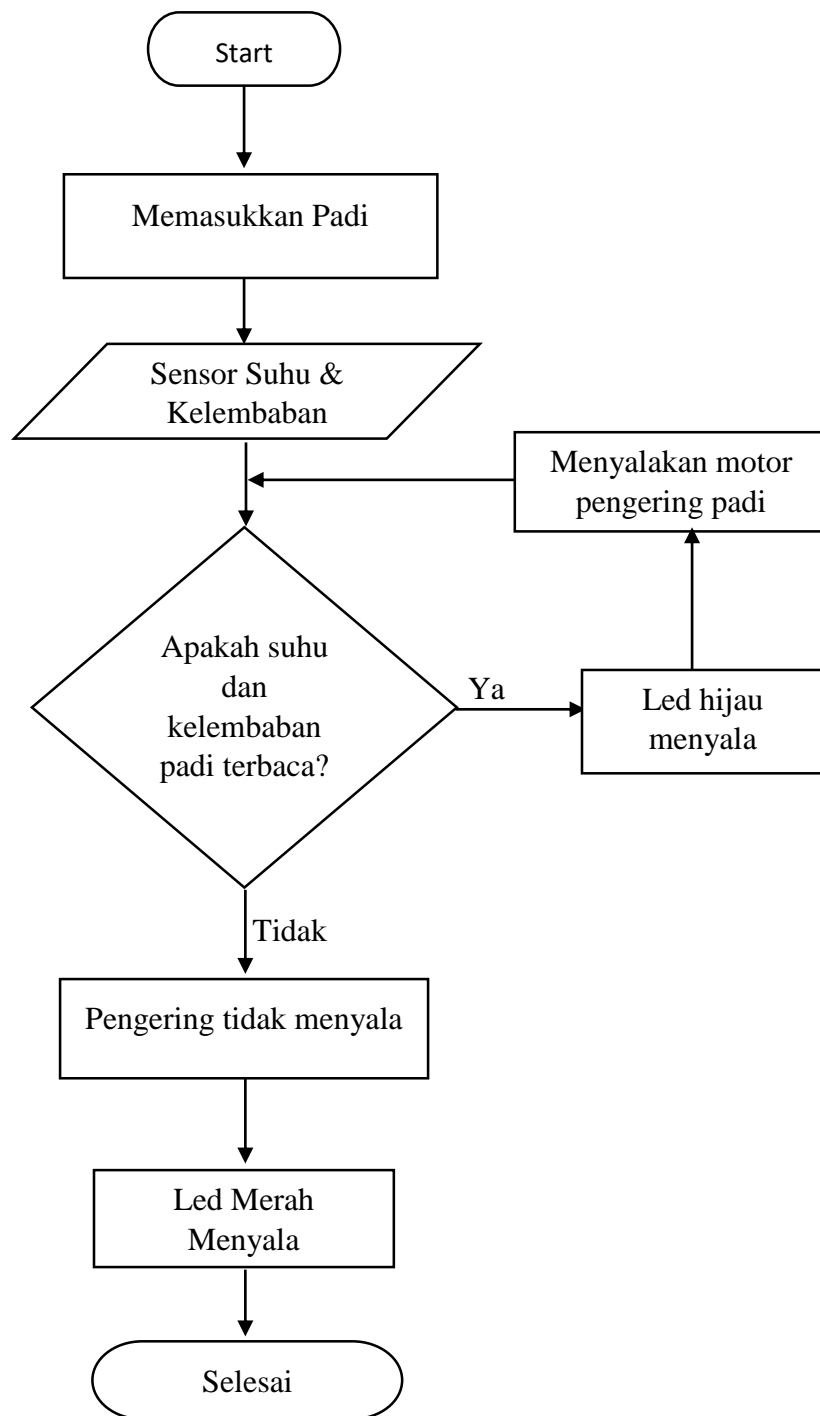 Start
Memasukkan Padi
Sensor Suhu &
Kelembaban
Menyalakan motor
pengering padi
Apakah suhu
dan
kelembaban
padi terbaca?
Ya
Led hijau
menyala
Tidak
Pengering tidak menyala
Led Merah
Menyala
Selesai